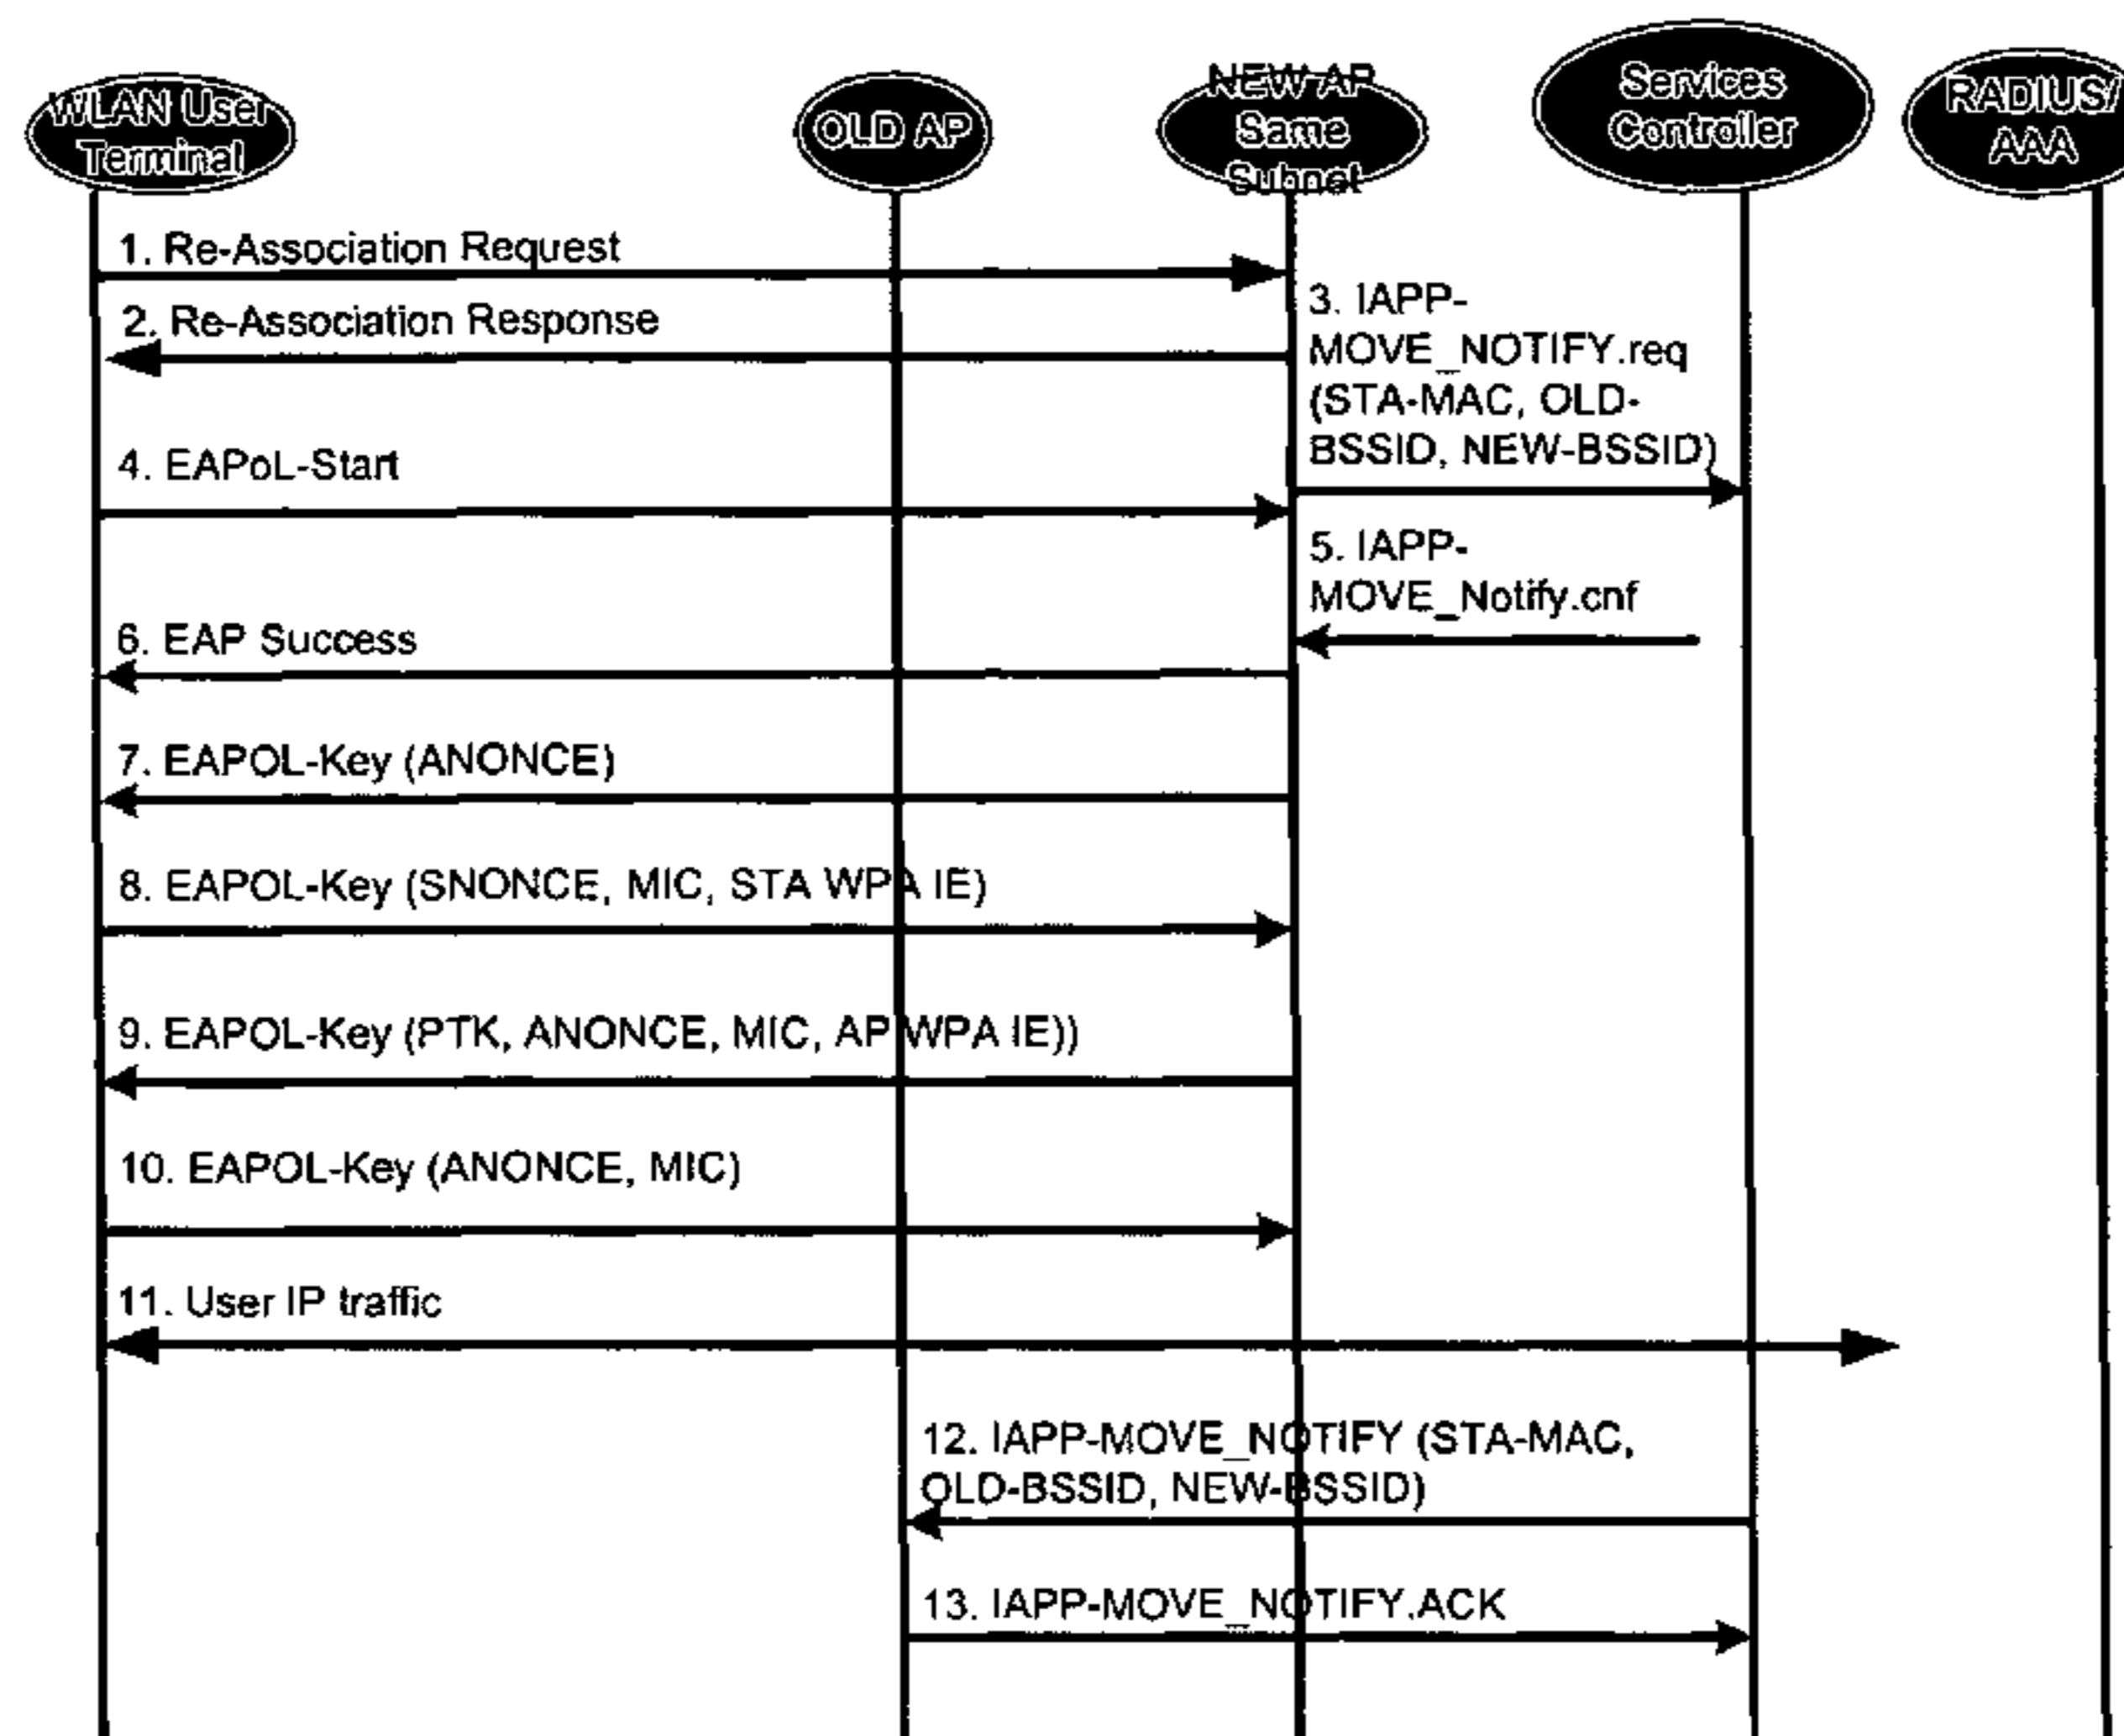 WLAN User
Terminal
OLD AP
NEW AP
Same
Subnet
Services
Controller
RADIUS/
AAA
1. Re-Association Request
2. Re-Association Response
3. IAPP-
MOVE_NOTIFY.req
(STA-MAC, OLD-
BSSID, NEW-BSSID)
4. EAPoL-Start
5. IAPP-
MOVE_Notify.cnf
6. EAP Success
7. EAPOL-Key (ANONCE)
8. EAPOL-Key (SNONCE, MIC, STA WPA IE)
9. EAPOL-Key (PTK, ANONCE, MIC, AP WPA IE))
10. EAPOL-Key (ANONCE, MIC)
11. User IP traffic
12. IAPP-MOVE_NOTIFY (STA-MAC,
OLD-BSSID, NEW-BSSID)
13. IAPP-MOVE_NOTIFY.ACK